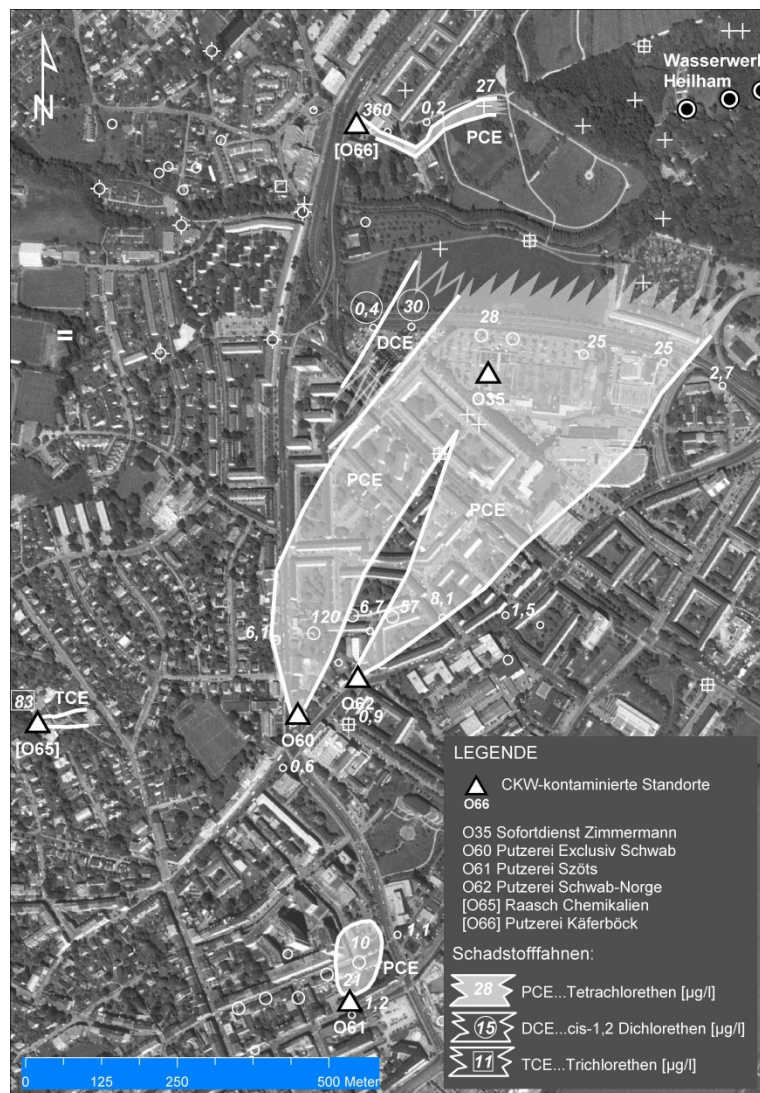 N
Wasserwerk
Heilham
360
0,2
27
[O66]
PCE
0,4
30
DCE
28
25
25
2,7
O35
PCE
PCE
6,1
120
6,7
57
8,1
1,5
83
TCE
[O65]
O62
0,9
O60
0,6
10
1,1
PCE
21
1,2
O61
LEGENDE
CKW-kontaminierte Standorte
O66
O35 Sofortdienst Zimmermann
O60 Putzerei Exclusiv Schwab
O61 Putzerei Szöts
O62 Putzerei Schwab-Norge
[O65] Raasch Chemikalien
[O66] Putzerei Käferböck
Schadstofffahnen:
28 PCE...Tetrachlorethen [µg/l]
15 DCE...cis-1,2 Dichlorethen [µg/l]
11 TCE...Trichlorethen [µg/l]
0 125 250 500 Meter